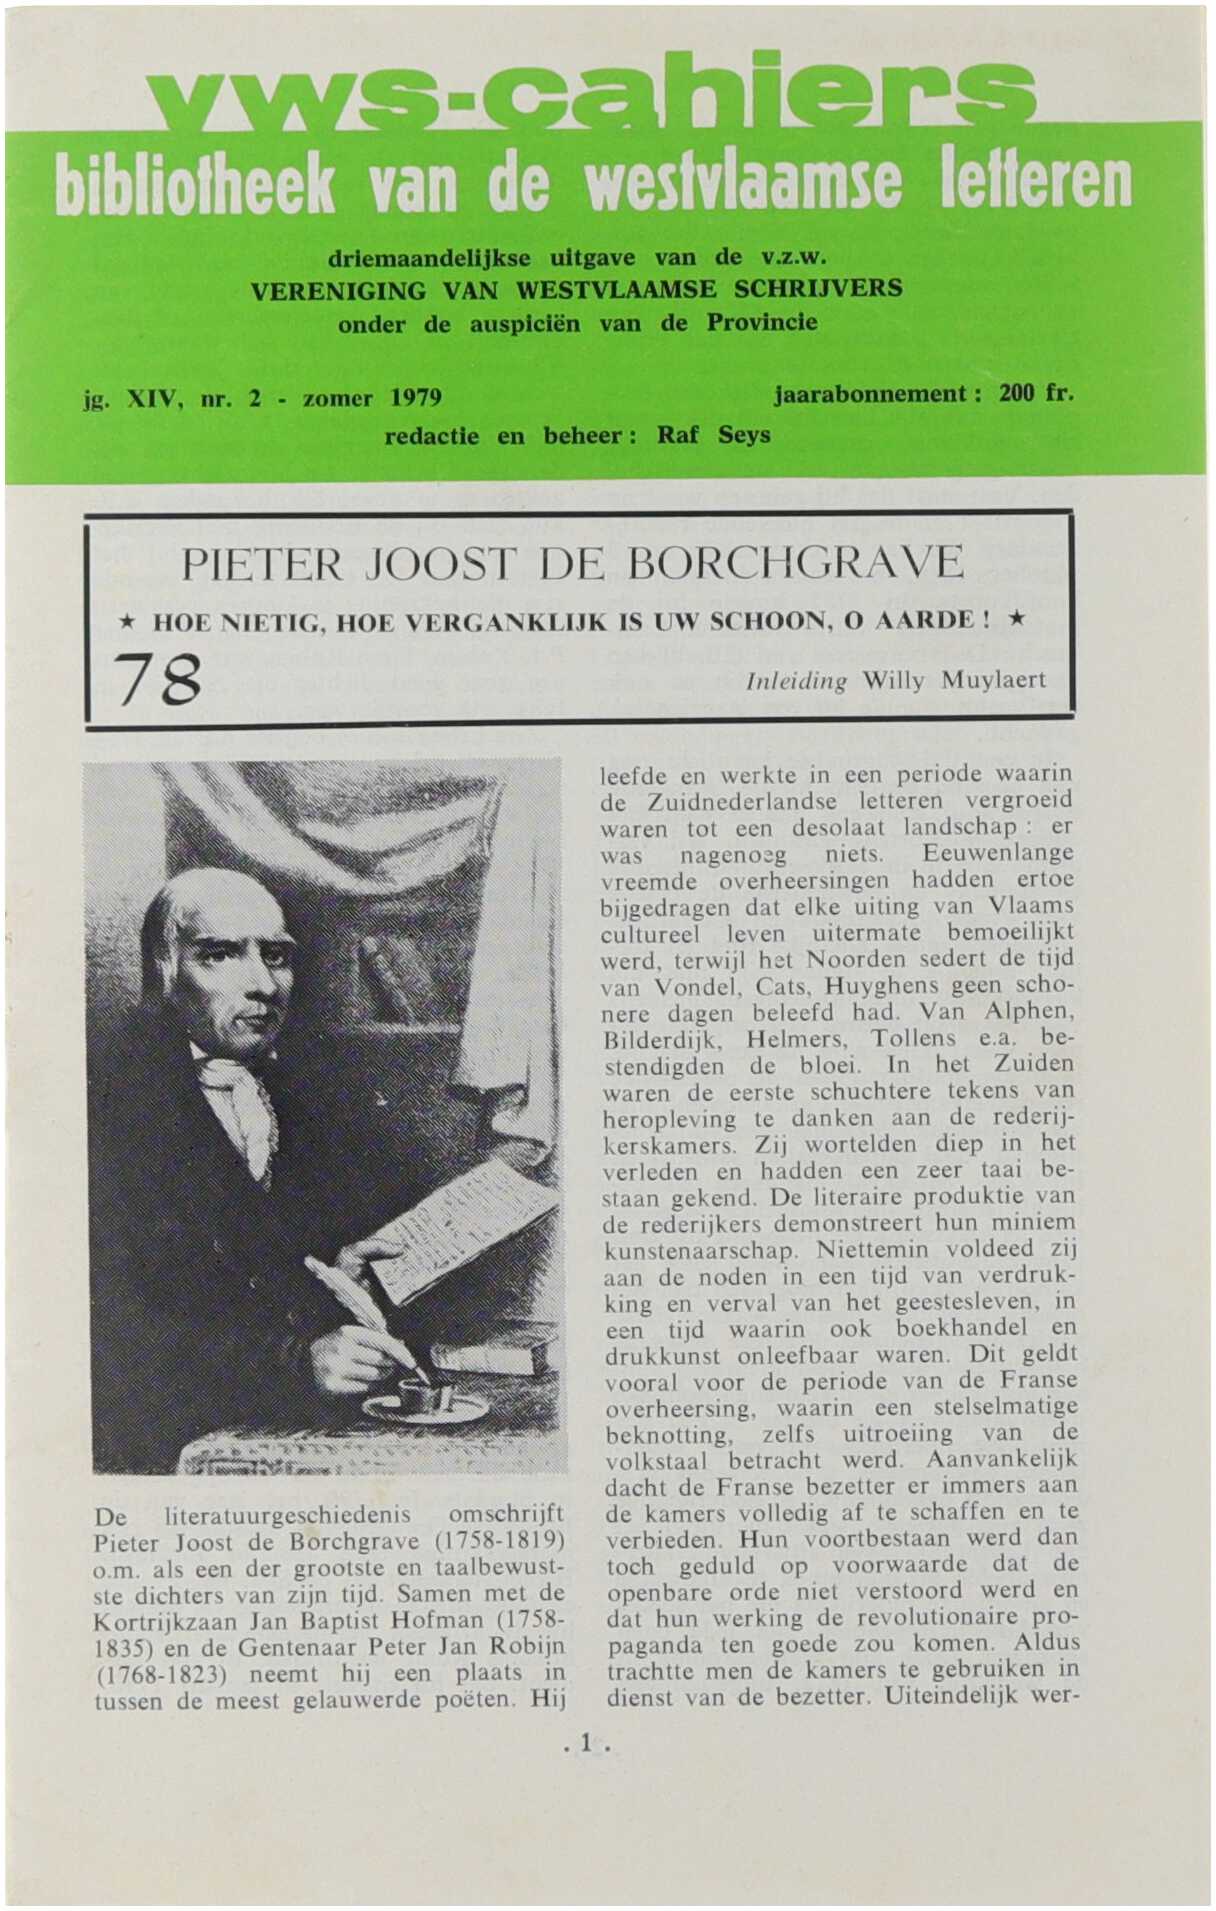 vws-cahiers
bibliotheek van de westvlaamse letteren
driemaandelijkse uitgave van de v.z.w.
VERENIGING VAN WESTVLAAMSE SCHRIJVERS
onder de auspiciën van de Provincie
jg. XIV, nr. 2 - zomer 1979
jaarabonnement : 200 fr.
redactie en beheer : Raf Seys
PIETER JOOST DE BORCHGRAVE
★ HOE NIETIG, HOE VERGANKLIJK IS UW SCHOON, O AARDE ! ★
78
Inleiding Willy Muylaert
De literatuurgeschiedenis omschrijft
Pieter Joost de Borchgrave (1758-1819)
o.m. als een der grootste en taalbewust-
ste dichters van zijn tijd. Samen met de
Kortrijkzaan Jan Baptist Hofman (1758-
1835) en de Gentenaar Peter Jan Robijn
(1768-1823) neemt hij een plaats in
tussen de meest gelauwerde poëten. Hij
leefde en werkte in een periode waarin
de Zuidnederlandse letteren vergroeid
waren tot een desolaat landschap : er
was nagenoeg niets. Eeuwenlange
vreemde overheersingen hadden ertoe
bijgedragen dat elke uiting van Vlaams
cultureel leven uitermate bemoeilijkt
werd, terwijl het Noorden sedert de tijd
van Vondel, Cats, Huyghens geen scho-
nere dagen beleefd had. Van Alphen,
Bilderdijk, Helmers, Tollens e.a. be-
stendigden de bloei. In het Zuiden
waren de eerste schuchtere tekens van
heropleving te danken aan de rederij-
kerskamers. Zij wortelden diep in het
verleden en hadden een zeer taai be-
staan gekend. De literaire produktie van
de rederijkers demonstreert hun miniem
kunstenaarschap. Niettemin voldeed zij
aan de noden in een tijd van verdruk-
king en verval van het geestesleven, in
een tijd waarin ook boekhandel en
drukkunst onleefbaar waren. Dit geldt
vooral voor de periode van de Franse
overheersing, waarin een stelselmatige
beknotting, zelfs uitroeiing van de
volkstaal betracht werd. Aanvankelijk
dacht de Franse bezetter er immers aan
de kamers volledig af te schaffen en te
verbieden. Hun voortbestaan werd dan
toch geduld op voorwaarde dat de
openbare orde niet verstoord werd en
dat hun werking de revolutionaire pro-
paganda ten goede zou komen. Aldus
trachtte men de kamers te gebruiken in
dienst van de bezetter. Uiteindelijk wer-
. 1 .